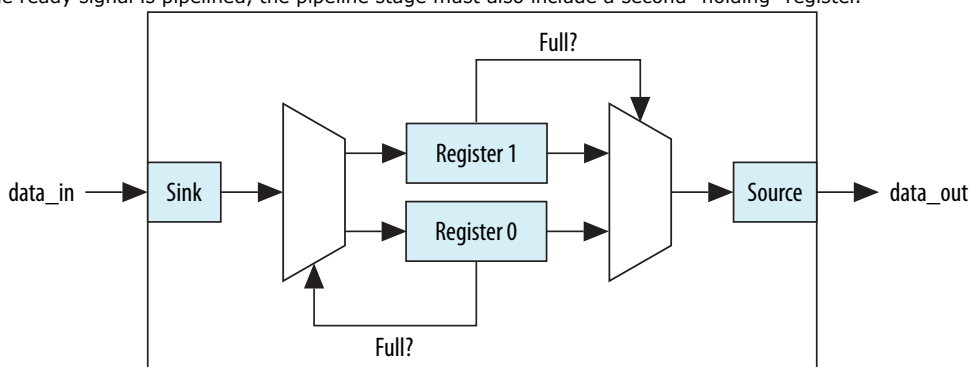 ready signal is pipelined, the pipeline stage must also include a second "holding" register.
Full?
Register 1
data_in
Sink
Source
data_out
Register 0
Full?